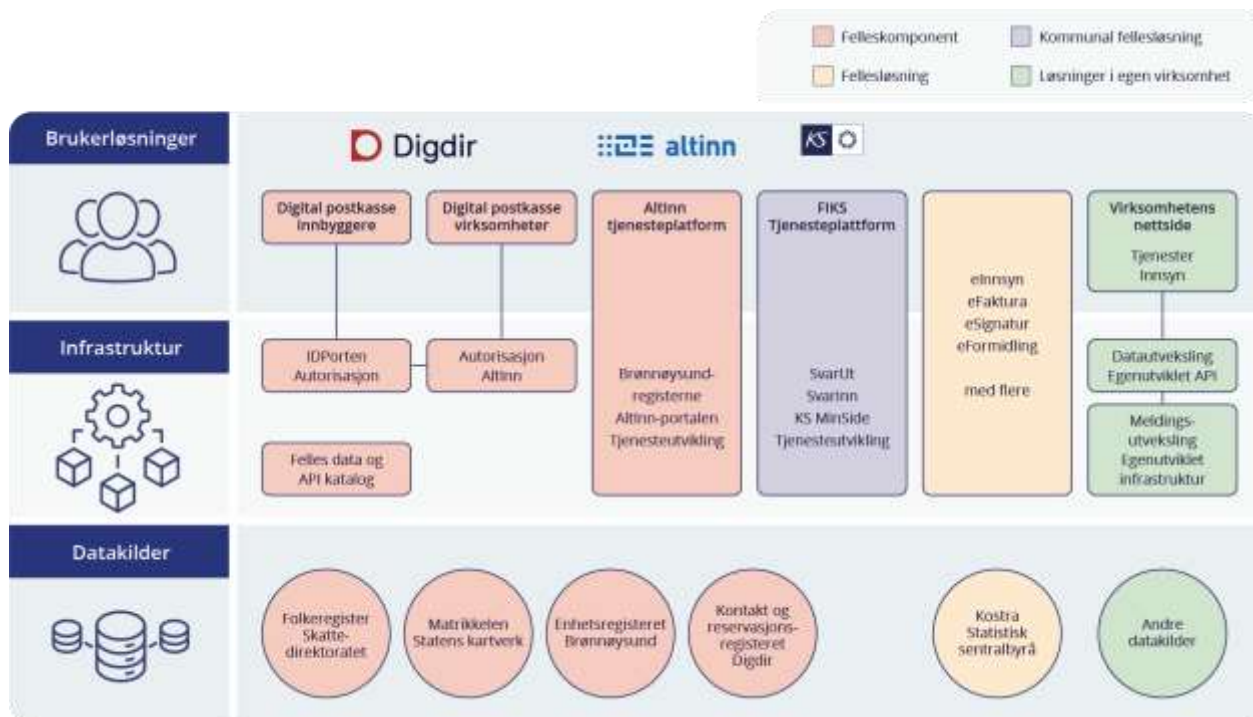 Felleskomponent
Kommunal fellesløsning
Fellesløsning
Løsninger i egen virksomhet
Brukerløsninger
Digdir
altinn
KS
Digital postkasse
innbyggere
Digital postkasse
virksomheter
Altinn
tjenesteplatform
FIKS
Tjenesteplattform
Virksomhetens
nettside
Tjenester
Innsyn
eInnsyn
eFaktura
eSignatur
eFormidling
med flere
Infrastruktur
IDPorten
Autorisasjon
Autorisasjon
Altinn
Brønnøysund-
registerne
Altinn-portalen
Tjenesteutvikling
SvarUt
SvarInn
KS MinSide
Tjenesteutvikling
Datautveksling
Egenutviklet API
Meldings-
utveksling
Egenutviklet
infrastruktur
Felles data og
API katalog
Datakilder
Folkeregister
Skatte-
direktoratet
Matrikkelen
Statens kartverk
Enhetsregisteret
Brønnøysund
Kontakt og
reservasjons-
registeret
Digdir
Kostra
Statistisk
sentralbyrå
Andre
datakilder